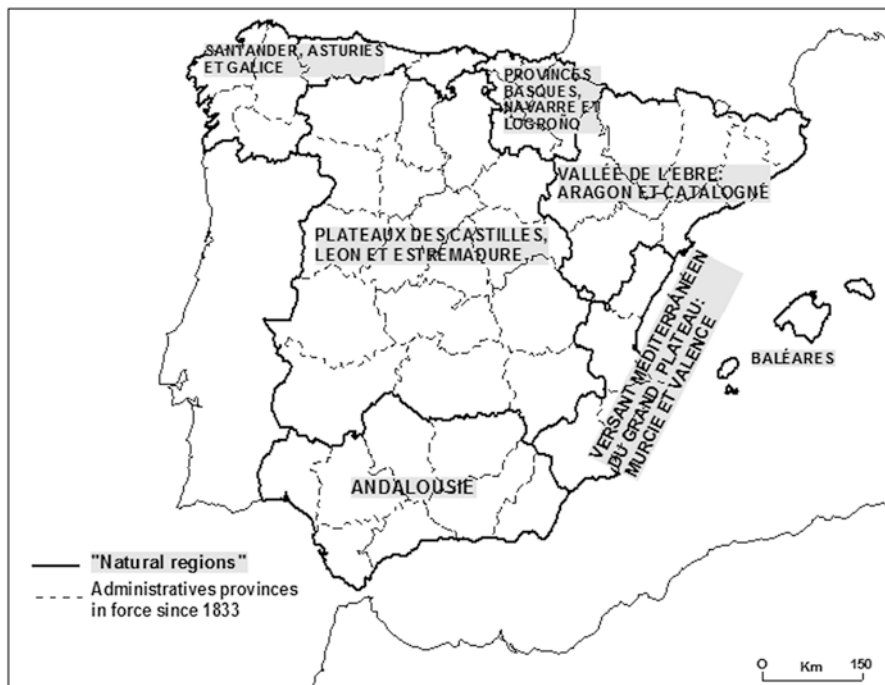 SANTANDER, ASTURIES
ET GALICE
PROVINCES
BASQUES,
NAVARRE ET
LOGROÑO
VALLÉE DE L'EBRE:
ARAGON ET CATALOGNE
PLATEAUX DES CASTILLES,
LEON ET ESTRÉMADURE
VERSANT MÉDITERRANÉEN
DU GRAND PLATEAU:
MURCIE ET VALENCE
BALÉARES
ANDALOUSIE
"Natural regions"
Administratives provinces
in force since 1833
O Km 150